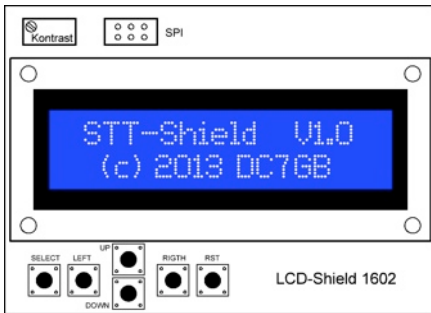 Kontrast
SPI
STT-Shield V1.0
(c) 2013 DC7GB
UP
SELECT LEFT RIGTH RST
DOWN
LCD-Shield 1602